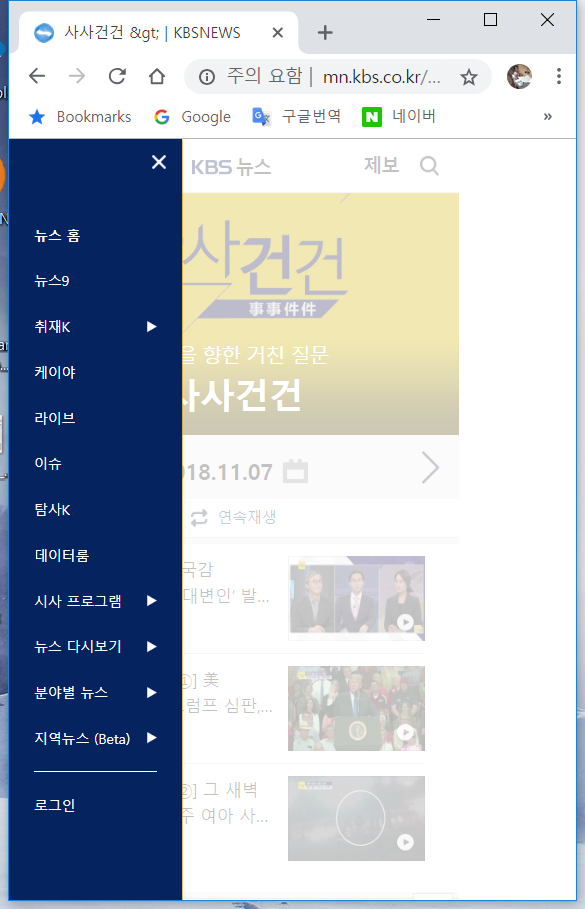 사사건건 &gt; | KBSNEWS
주의 요함 | mn.kbs.co.kr/...
Bookmarks Google 구글번역 네이버 »
KBS 뉴스 제보
사건건
事事件件
을 향한 거친 질문
사사건건
018.11.07
연속재생
국감
대변인’ 발...
①] 美
럼프 심판,...
②] 그 새벽
주 여아 사...
뉴스 홈
뉴스9
취재K
케이야
라이브
이슈
탐사K
데이터룸
시사 프로그램
뉴스 다시보기
분야별 뉴스
지역뉴스 (Beta)
로그인